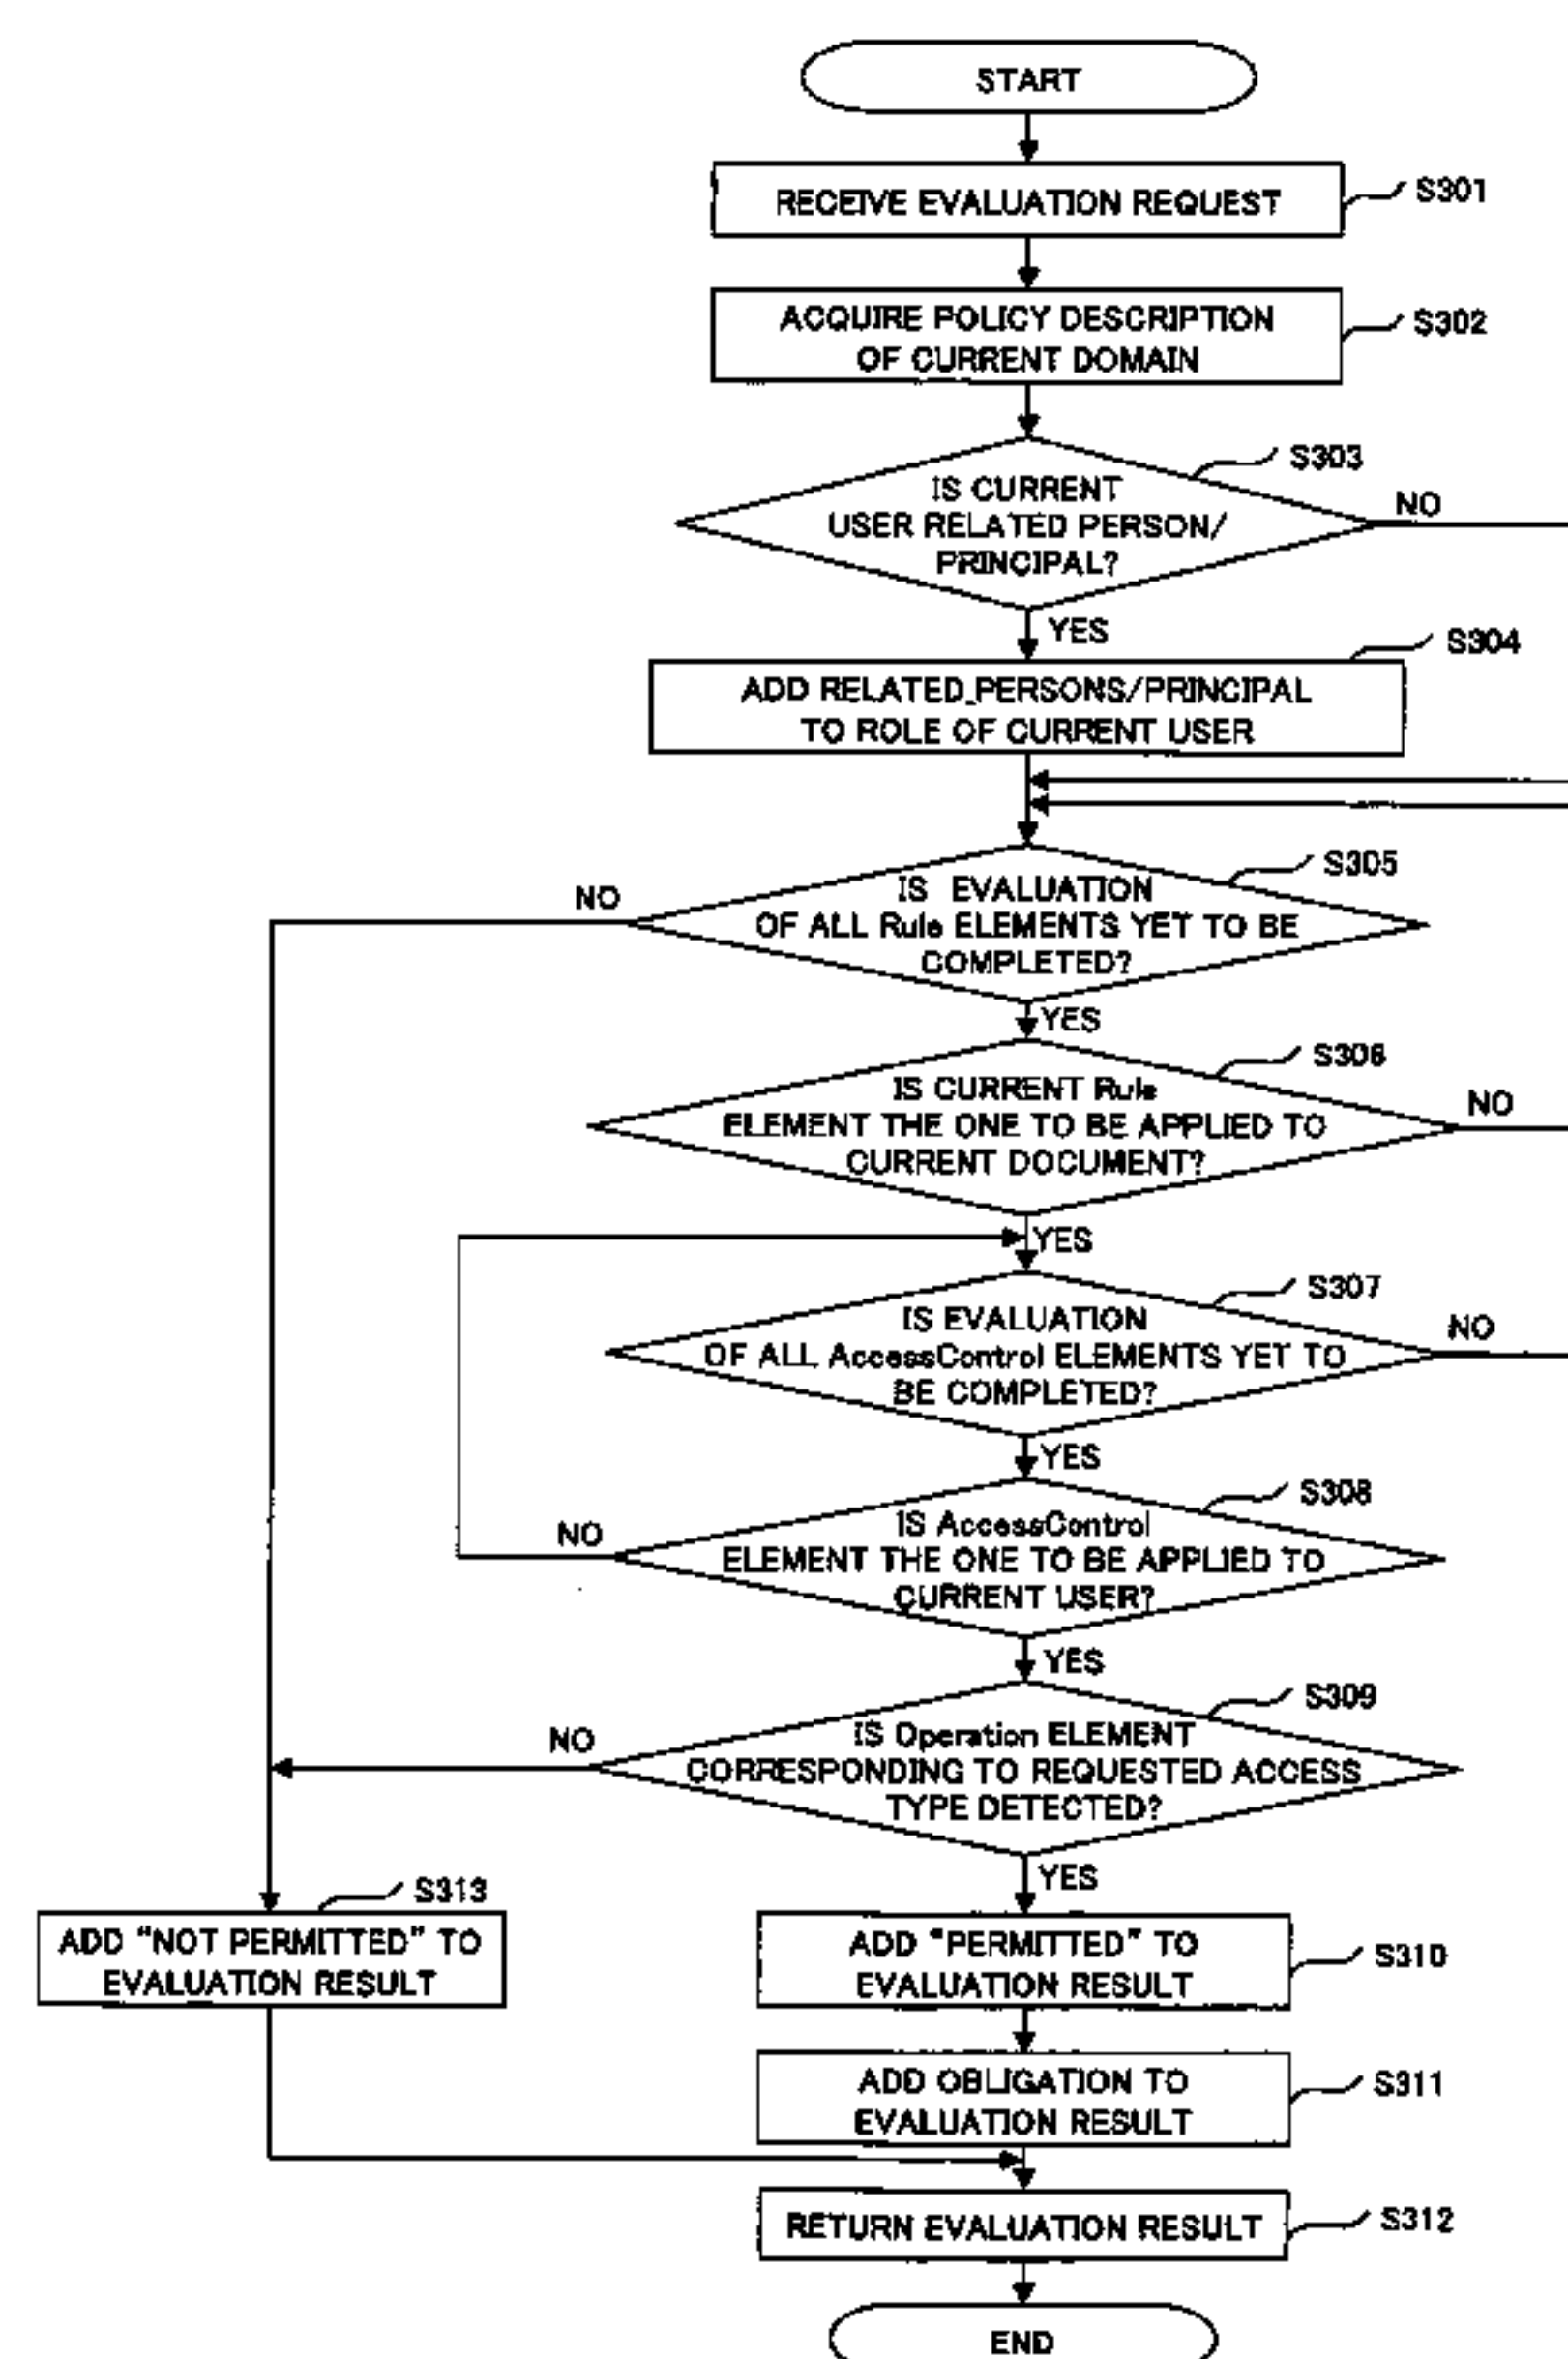 START
RECEIVE EVALUATION REQUEST
S301
ACQUIRE POLICY DESCRIPTION
OF CURRENT DOMAIN
S302
S303
IS CURRENT
USER RELATED PERSON/
PRINCIPAL?
NO
YES
S304
ADD RELATED_PERSONS/PRINCIPAL
TO ROLE OF CURRENT USER
S305
NO
IS EVALUATION
OF ALL Rule ELEMENTS YET TO BE
COMPLETED?
YES
S306
IS CURRENT Rule
ELEMENT THE ONE TO BE APPLIED TO
CURRENT DOCUMENT?
NO
YES
S307
IS EVALUATION
OF ALL AccessControl ELEMENTS YET TO
BE COMPLETED?
NO
YES
S308
NO
IS AccessControl
ELEMENT THE ONE TO BE APPLIED TO
CURRENT USER?
YES
S309
NO
IS Operation ELEMENT
CORRESPONDING TO REQUESTED ACCESS
TYPE DETECTED?
YES
S313
ADD "NOT PERMITTED" TO
EVALUATION RESULT
ADD "PERMITTED" TO
EVALUATION RESULT
S310
ADD OBLIGATION TO
EVALUATION RESULT
S311
RETURN EVALUATION RESULT
S312
END